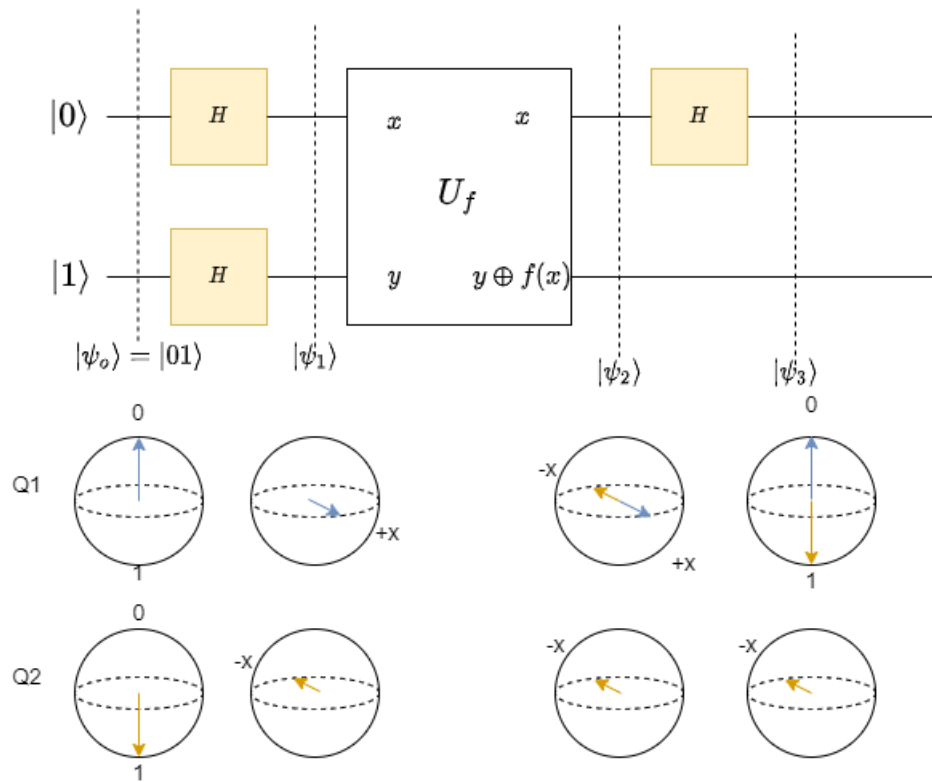 |0⟩ H x x H
U_f
|1⟩ H y y ⊕ f(x)
|ψ_o⟩ = |01⟩ |ψ_1⟩ |ψ_2⟩ |ψ_3⟩
0 0
Q1 -x +x +x
1 1
0
Q2 -x -x -x
1